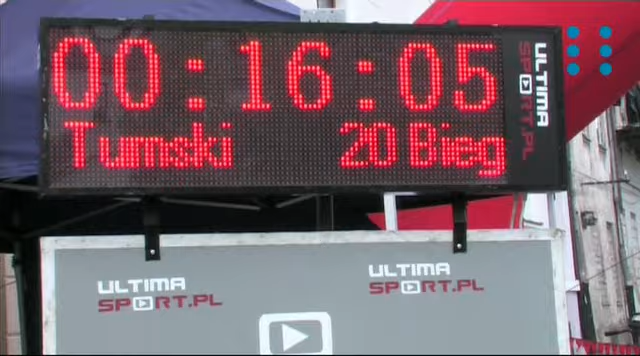 00:16:05
Tumski 20 Bieg
ULTIMA
SPORT.PL
ULTIMA
SPORT.PL
ULTIMA
SPORT.PL